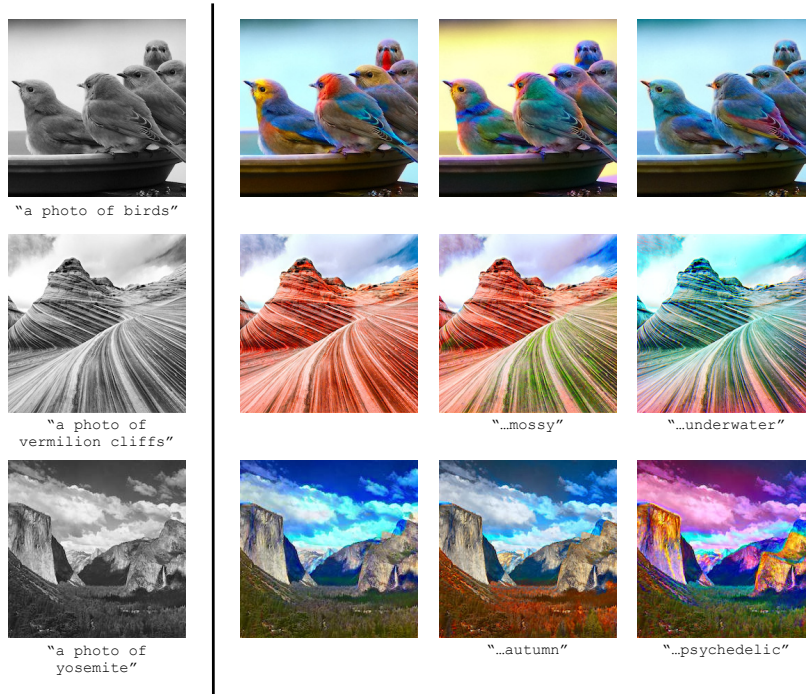 “a photo of birds”
“a photo of
vermilion cliffs”
“…mossy”
“…underwater”
“a photo of
yosemite”
“…autumn”
“…psychedelic”